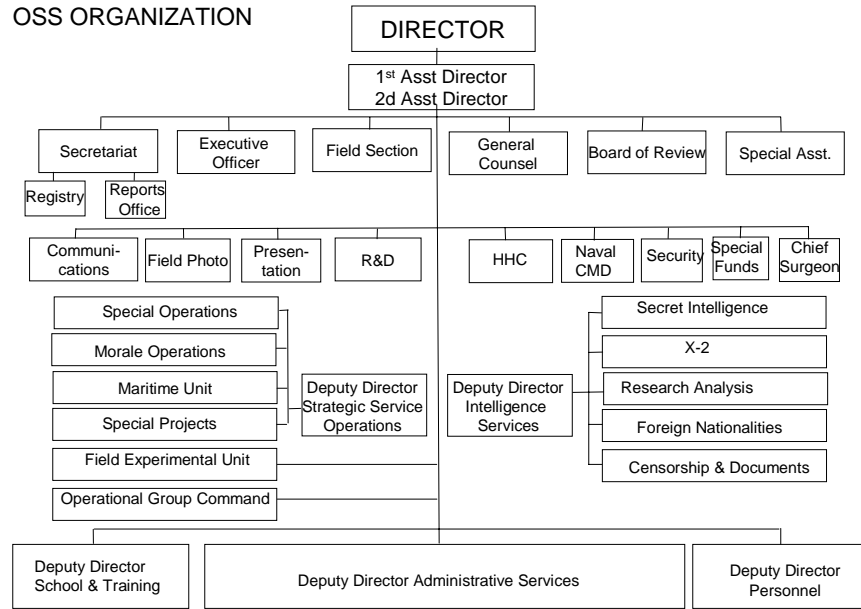 OSS ORGANIZATION
DIRECTOR
1st Asst Director
2d Asst Director
Secretariat
Executive
Officer
Field Section
General
Counsel
Board of Review
Special Asst.
Registry
Reports
Office
Communi-
cations
Field Photo
Presen-
tation
R&D
HHC
Naval
CMD
Security
Special
Funds
Chief
Surgeon
Special Operations
Morale Operations
Maritime Unit
Special Projects
Field Experimental Unit
Operational Group Command
Deputy Director
Strategic Service
Operations
Deputy Director
Intelligence
Services
Secret Intelligence
X-2
Research Analysis
Foreign Nationalities
Censorship & Documents
Deputy Director
School & Training
Deputy Director Administrative Services
Deputy Director
Personnel